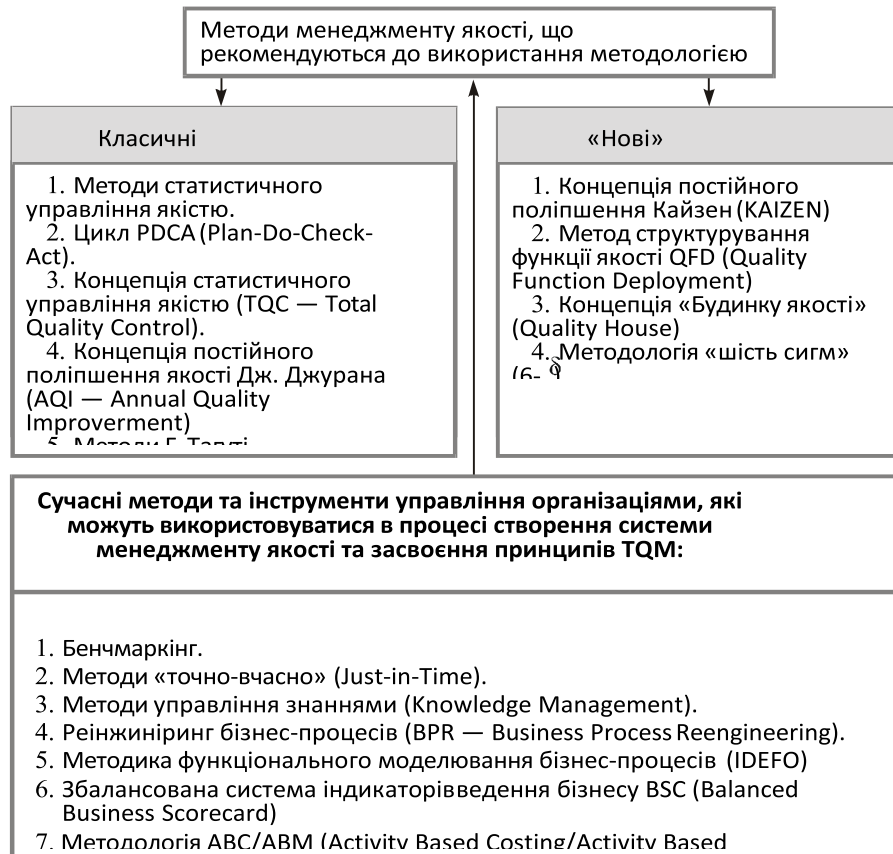 Методи менеджменту якості, що
рекомендуються до використання методологією
Класичні
1. Методи статистичного
управління якістю.
2. Цикл PDCA (Plan-Do-Check-
Act).
3. Концепція статистичного
управління якістю (TQC — Total
Quality Control).
4. Концепція постійного
поліпшення якості Дж. Джурана
(AQI — Annual Quality
Improverment)
5. Методи Г. Тагуті
«Нові»
1. Концепція постійного
поліпшення Кайзен (KAIZEN)
2. Метод структурування
функції якості QFD (Quality
Function Deployment)
3. Концепція «Будинку якості»
(Quality House)
4. Методологія «шість сигм»
(6-
Сучасні методи та інструменти управління організаціями, які
можуть використовуватися в процесі створення системи
менеджменту якості та засвоєння принципів TQM:
1. Бенчмаркінг.
2. Методи «точно-вчасно» (Just-in-Time).
3. Методи управління знаннями (Knowledge Management).
4. Реінжиніринг бізнес-процесів (BPR — Business Process Reengineering).
5. Методика функціонального моделювання бізнес-процесів (IDEFO)
6. Збалансована система індикаторівведення бізнесу BSC (Balanced
Business Scorecard)
7. Методологія ABC/ABM (Activity Based Costing/Activity Based